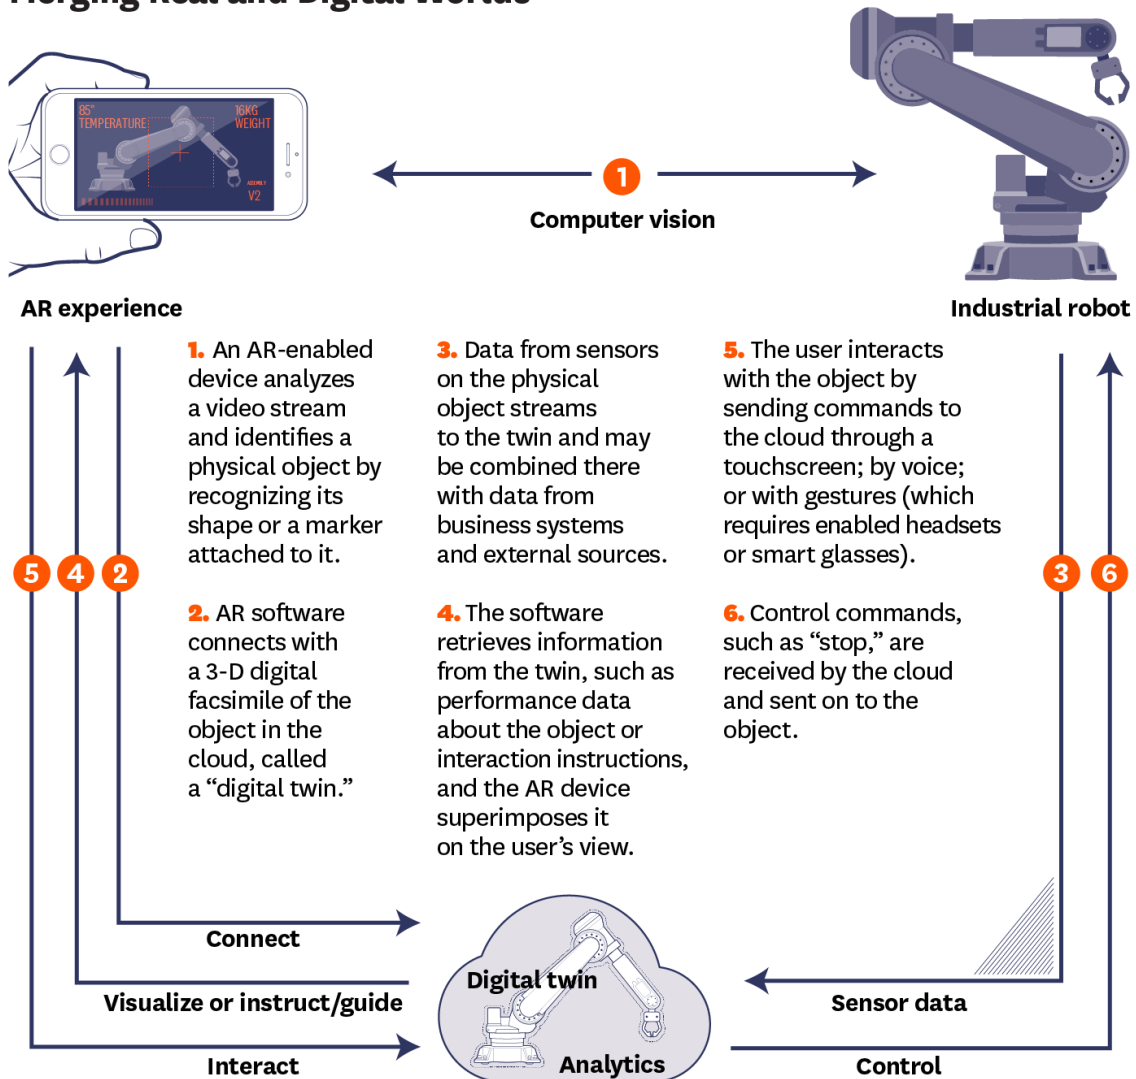 Merging Real and Digital Worlds
85°
TEMPERATURE
16KG
WEIGHT
ASSEMBLY
V2
1
Computer vision
AR experience
Industrial robot
1. An AR-enabled
device analyzes
a video stream
and identifies a
physical object by
recognizing its
shape or a marker
attached to it.
2. AR software
connects with
a 3-D digital
facsimile of the
object in the
cloud, called
a “digital twin.”
3. Data from sensors
on the physical
object streams
to the twin and may
be combined there
with data from
business systems
and external sources.
4. The software
retrieves information
from the twin, such as
performance data
about the object or
interaction instructions,
and the AR device
superimposes it
on the user’s view.
5. The user interacts
with the object by
sending commands to
the cloud through a
touchscreen; by voice;
or with gestures (which
requires enabled headsets
or smart glasses).
6. Control commands,
such as “stop,” are
received by the cloud
and sent on to the
object.
5 4 2
3 6
Connect
Digital twin
Visualize or instruct/guide
Sensor data
Interact
Analytics
Control